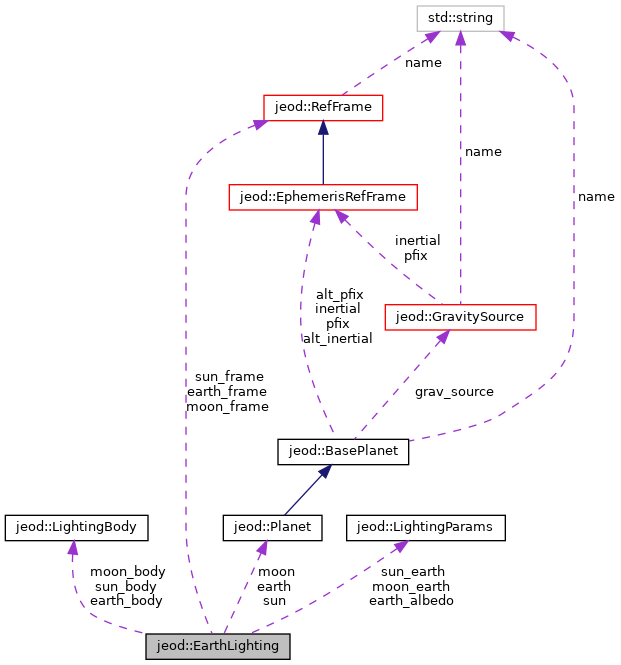 std::string
name
jeod::RefFrame
name
jeod::EphemerisRefFrame
name
inertial
pfix
alt_pfix
inertial
pfix
alt_inertial
jeod::GravitySource
sun_frame
earth_frame
moon_frame
grav_source
jeod::BasePlanet
jeod::LightingBody
jeod::Planet
jeod::LightingParams
moon_body
sun_body
earth_body
moon
earth
sun
sun_earth
moon_earth
earth_albedo
jeod::EarthLighting